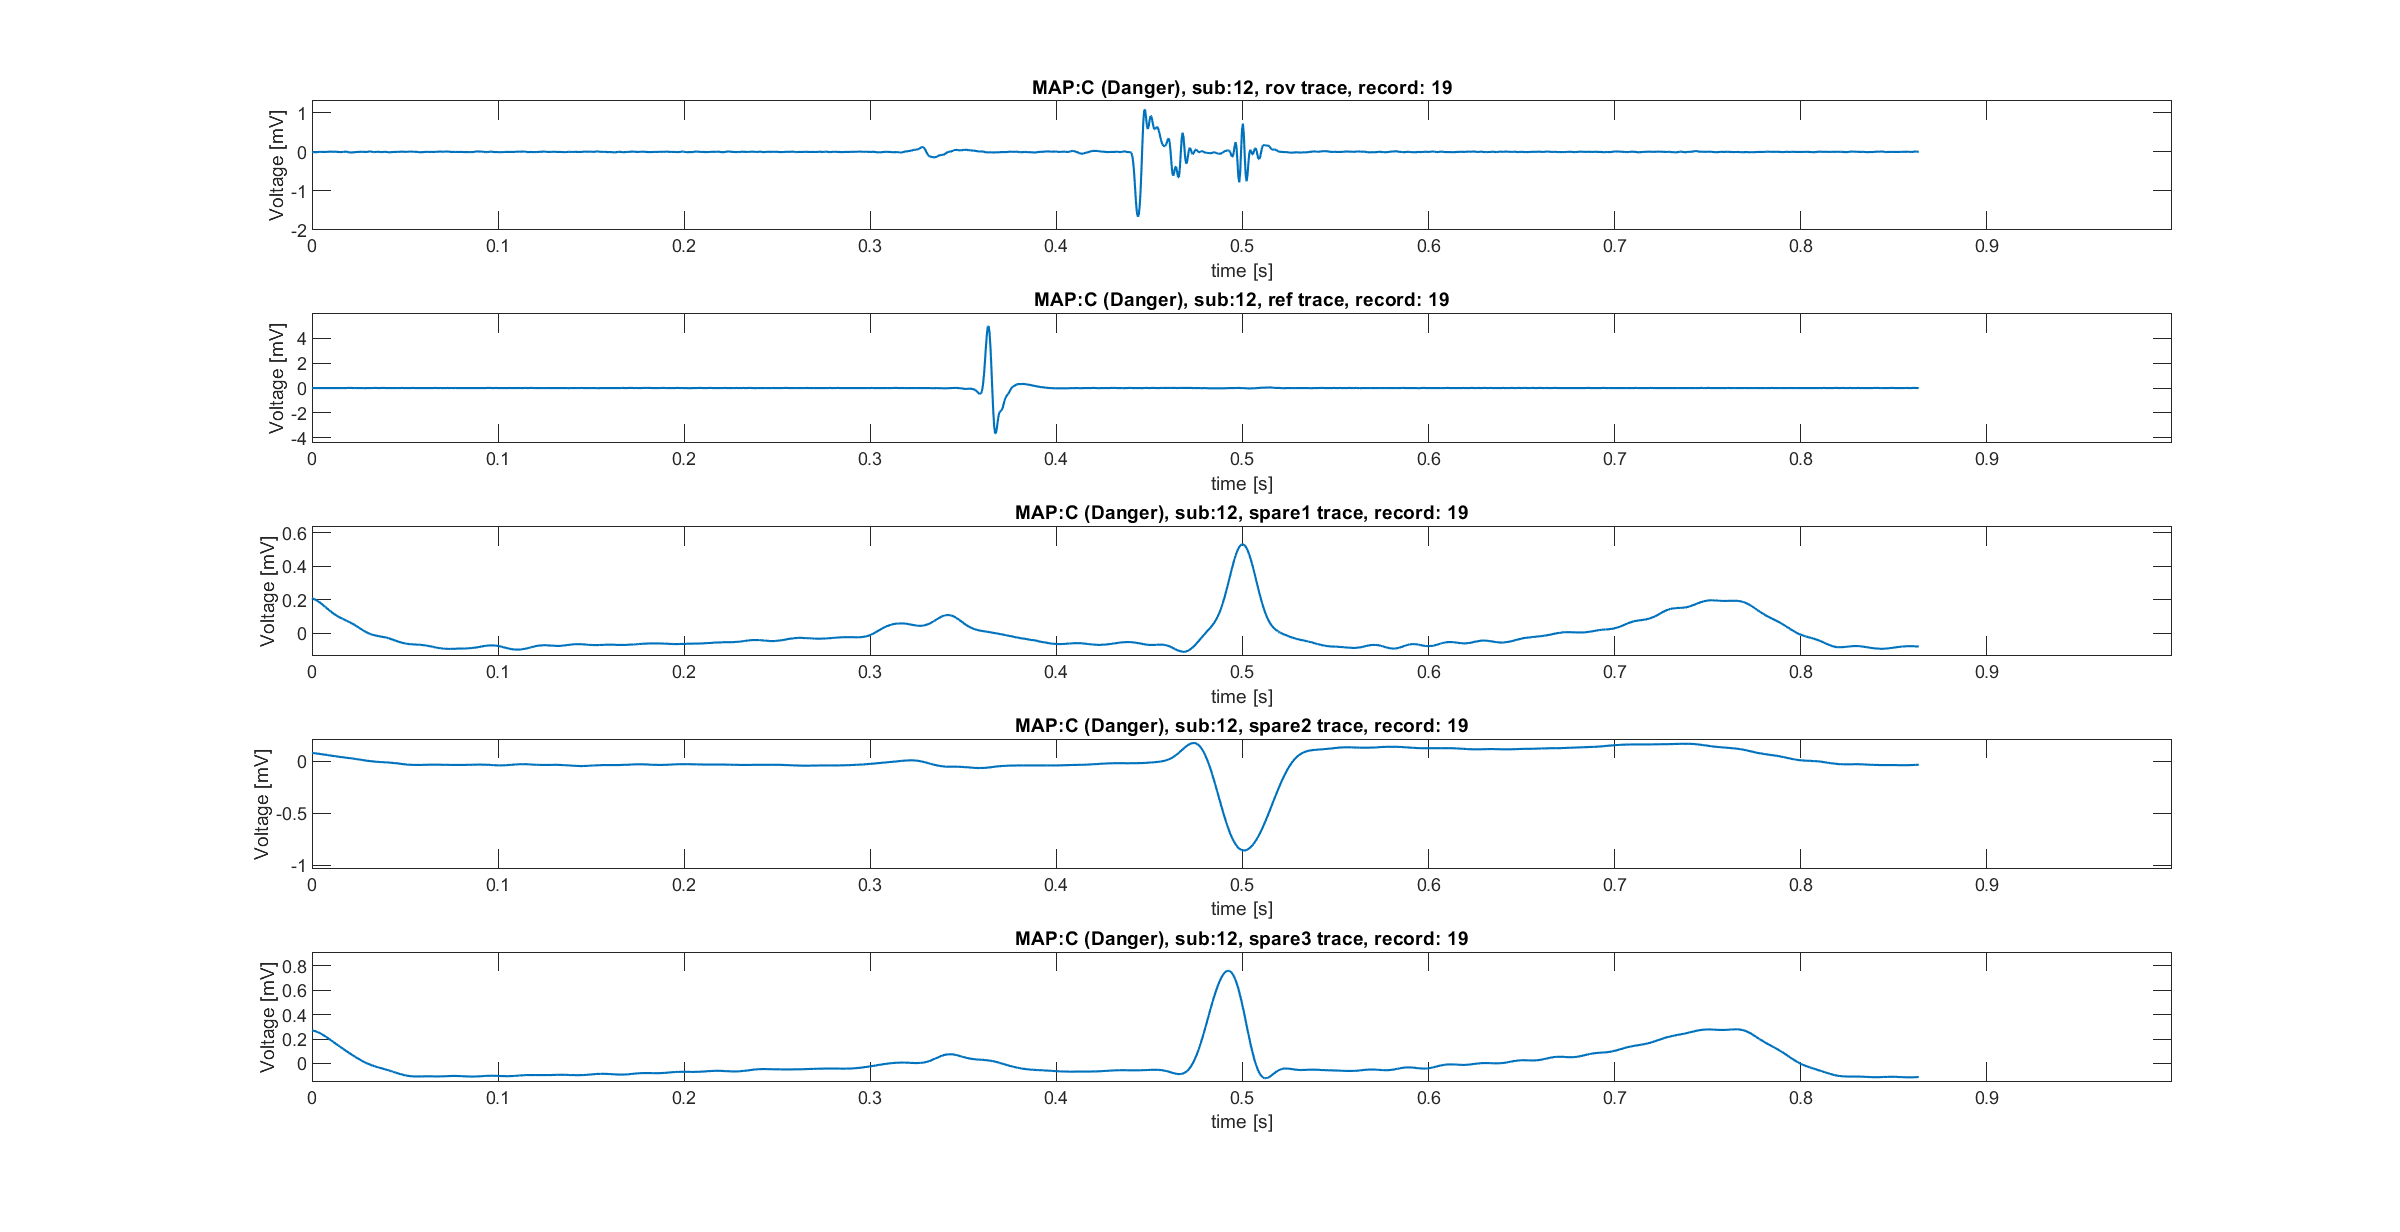 MAP:C (Danger), sub:12, rov trace, record: 19
Voltage [mV]
1
0
-1
-2
0 0.1 0.2 0.3 0.4 0.5 0.6 0.7 0.8 0.9
time [s]
MAP:C (Danger), sub:12, ref trace, record: 19
Voltage [mV]
4
2
0
-2
-4
0 0.1 0.2 0.3 0.4 0.5 0.6 0.7 0.8 0.9
time [s]
MAP:C (Danger), sub:12, spare1 trace, record: 19
Voltage [mV]
0.6
0.4
0.2
0
0 0.1 0.2 0.3 0.4 0.5 0.6 0.7 0.8 0.9
time [s]
MAP:C (Danger), sub:12, spare2 trace, record: 19
Voltage [mV]
0
-0.5
-1
0 0.1 0.2 0.3 0.4 0.5 0.6 0.7 0.8 0.9
time [s]
MAP:C (Danger), sub:12, spare3 trace, record: 19
Voltage [mV]
0.8
0.6
0.4
0.2
0
0 0.1 0.2 0.3 0.4 0.5 0.6 0.7 0.8 0.9
time [s]